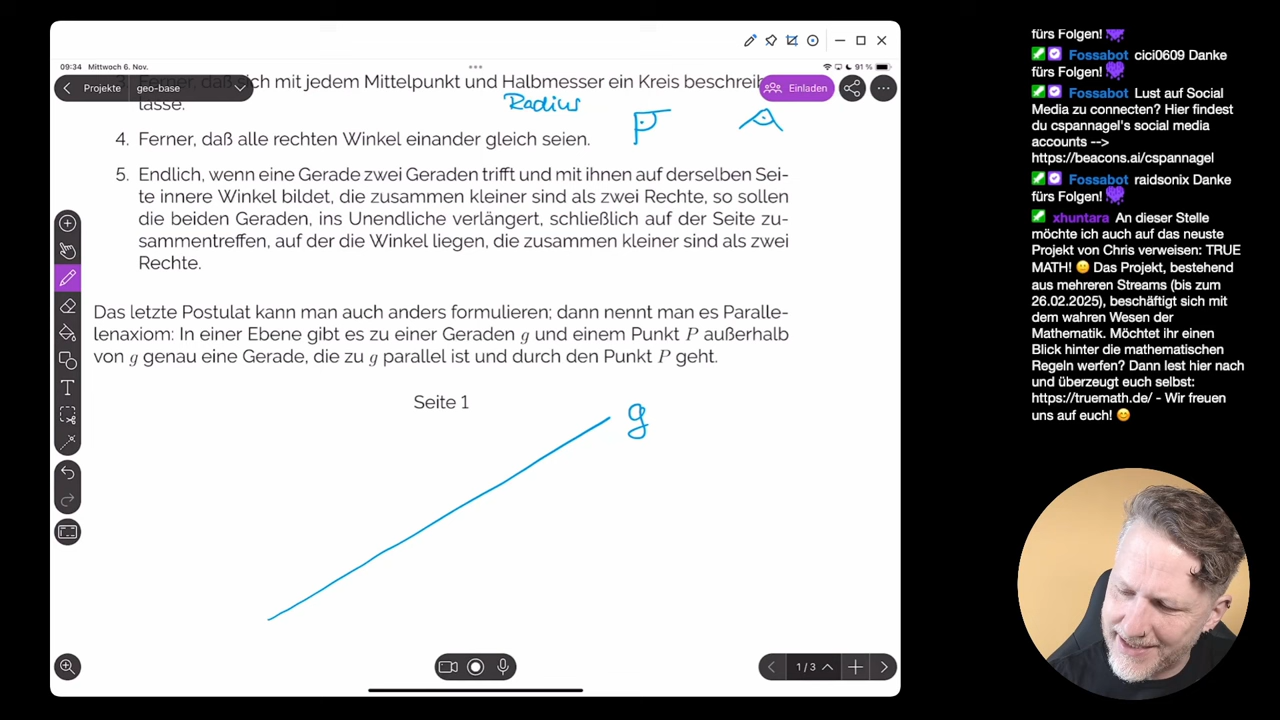 09:34 Mittwoch 6. Nov.
91 %
Projekte
geo-base
Einladen
3. Ferner, daß sich mit jedem Mittelpunkt und Halbmesser ein Kreis beschreib
lasse.
Radius
4. Ferner, daß alle rechten Winkel einander gleich seien.
5. Endlich, wenn eine Gerade zwei Geraden trifft und mit ihnen auf derselben Sei-
te innere Winkel bildet, die zusammen kleiner sind als zwei Rechte, so sollen
die beiden Geraden, ins Unendliche verlängert, schließlich auf der Seite zu-
sammentreffen, auf der die Winkel liegen, die zusammen kleiner sind als zwei
Rechte.
Das letzte Postulat kann man auch anders formulieren; dann nennt man es Paralle-
lenaxiom: In einer Ebene gibt es zu einer Geraden g und einem Punkt P außerhalb
von g genau eine Gerade, die zu g parallel ist und durch den Punkt P geht.
Seite 1
g
T
1/3
fürs Folgen!
Fossabot cici0609 Danke
fürs Folgen!
Fossabot Lust auf Social
Media zu connecten? Hier findest
du cspannagel's social media
accounts -->
https://beacons.ai/cspannagel
Fossabot raidsonix Danke
fürs Folgen!
xhuntara An dieser Stelle
möchte ich auch auf das neuste
Projekt von Chris verweisen: TRUE
MATH! 😀 Das Projekt, bestehend
aus mehreren Streams (bis zum
26.02.2025), beschäftigt sich mit
dem wahren Wesen der
Mathematik. Möchtet ihr einen
Blick hinter die mathematischen
Regeln werfen? Dann lest hier nach
und überzeugt euch selbst:
https://truemath.de/ - Wir freuen
uns auf euch! 😊